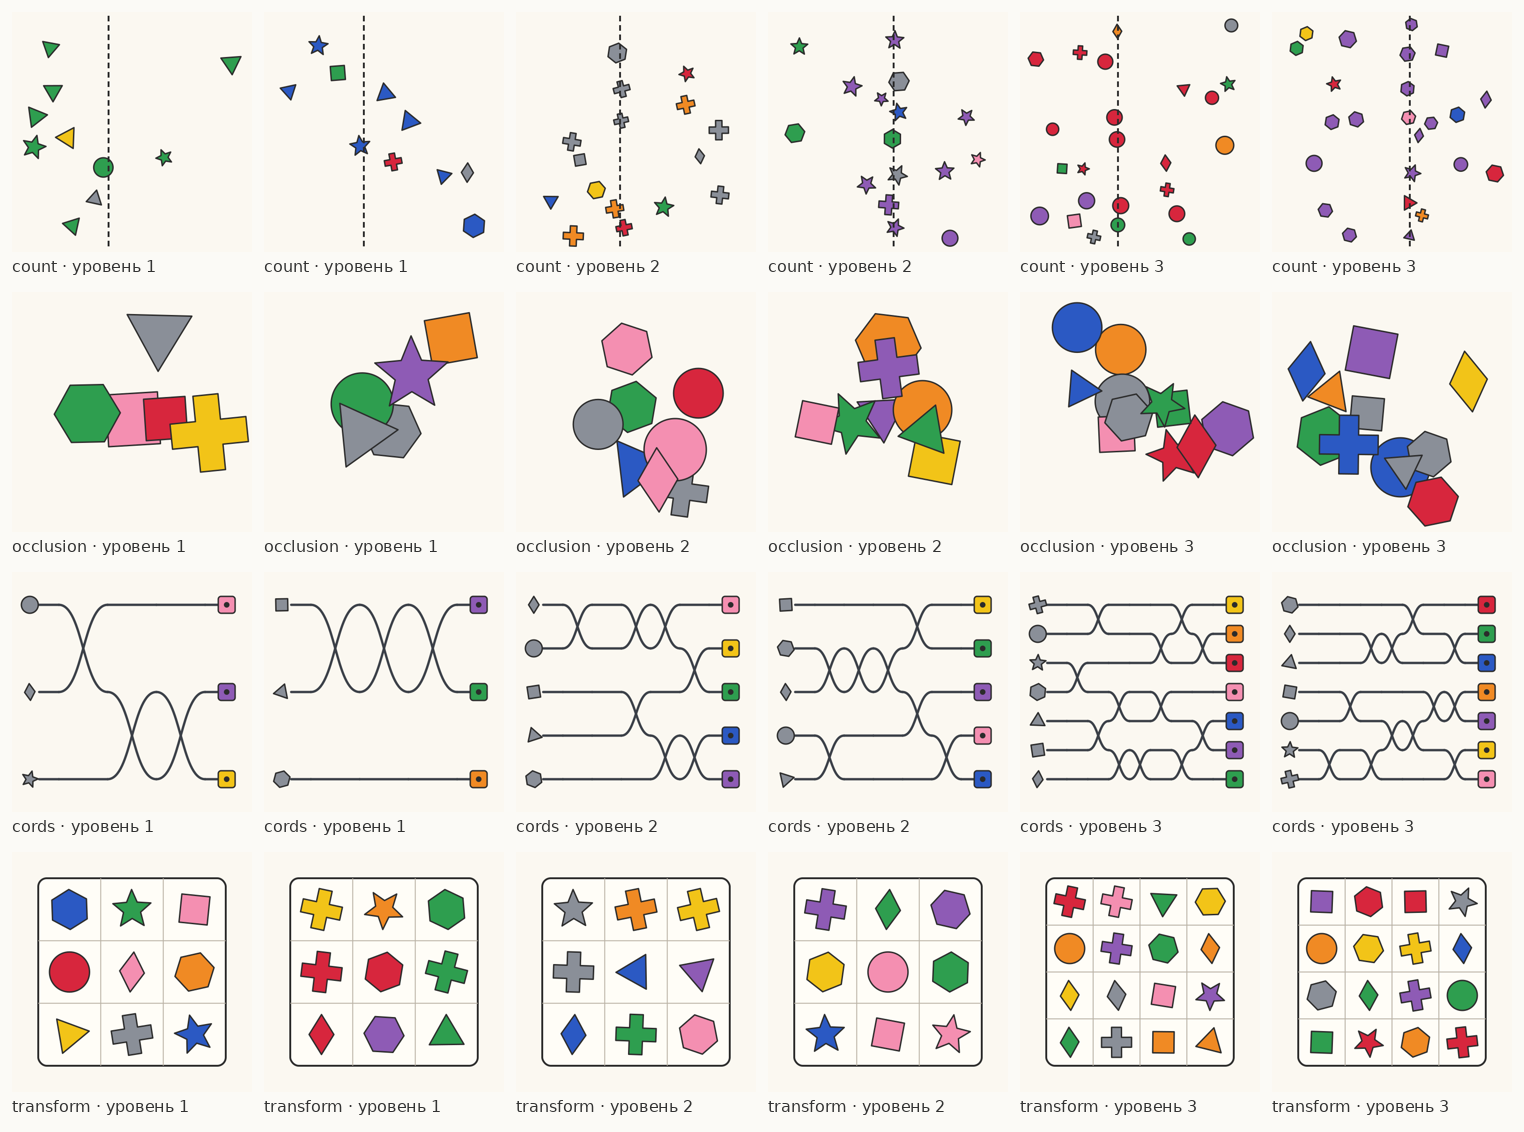 count · уровень 1
count · уровень 1
count · уровень 2
count · уровень 2
count · уровень 3
count · уровень 3
occlusion · уровень 1
occlusion · уровень 1
occlusion · уровень 2
occlusion · уровень 2
occlusion · уровень 3
occlusion · уровень 3
cords · уровень 1
cords · уровень 1
cords · уровень 2
cords · уровень 2
cords · уровень 3
cords · уровень 3
transform · уровень 1
transform · уровень 1
transform · уровень 2
transform · уровень 2
transform · уровень 3
transform · уровень 3